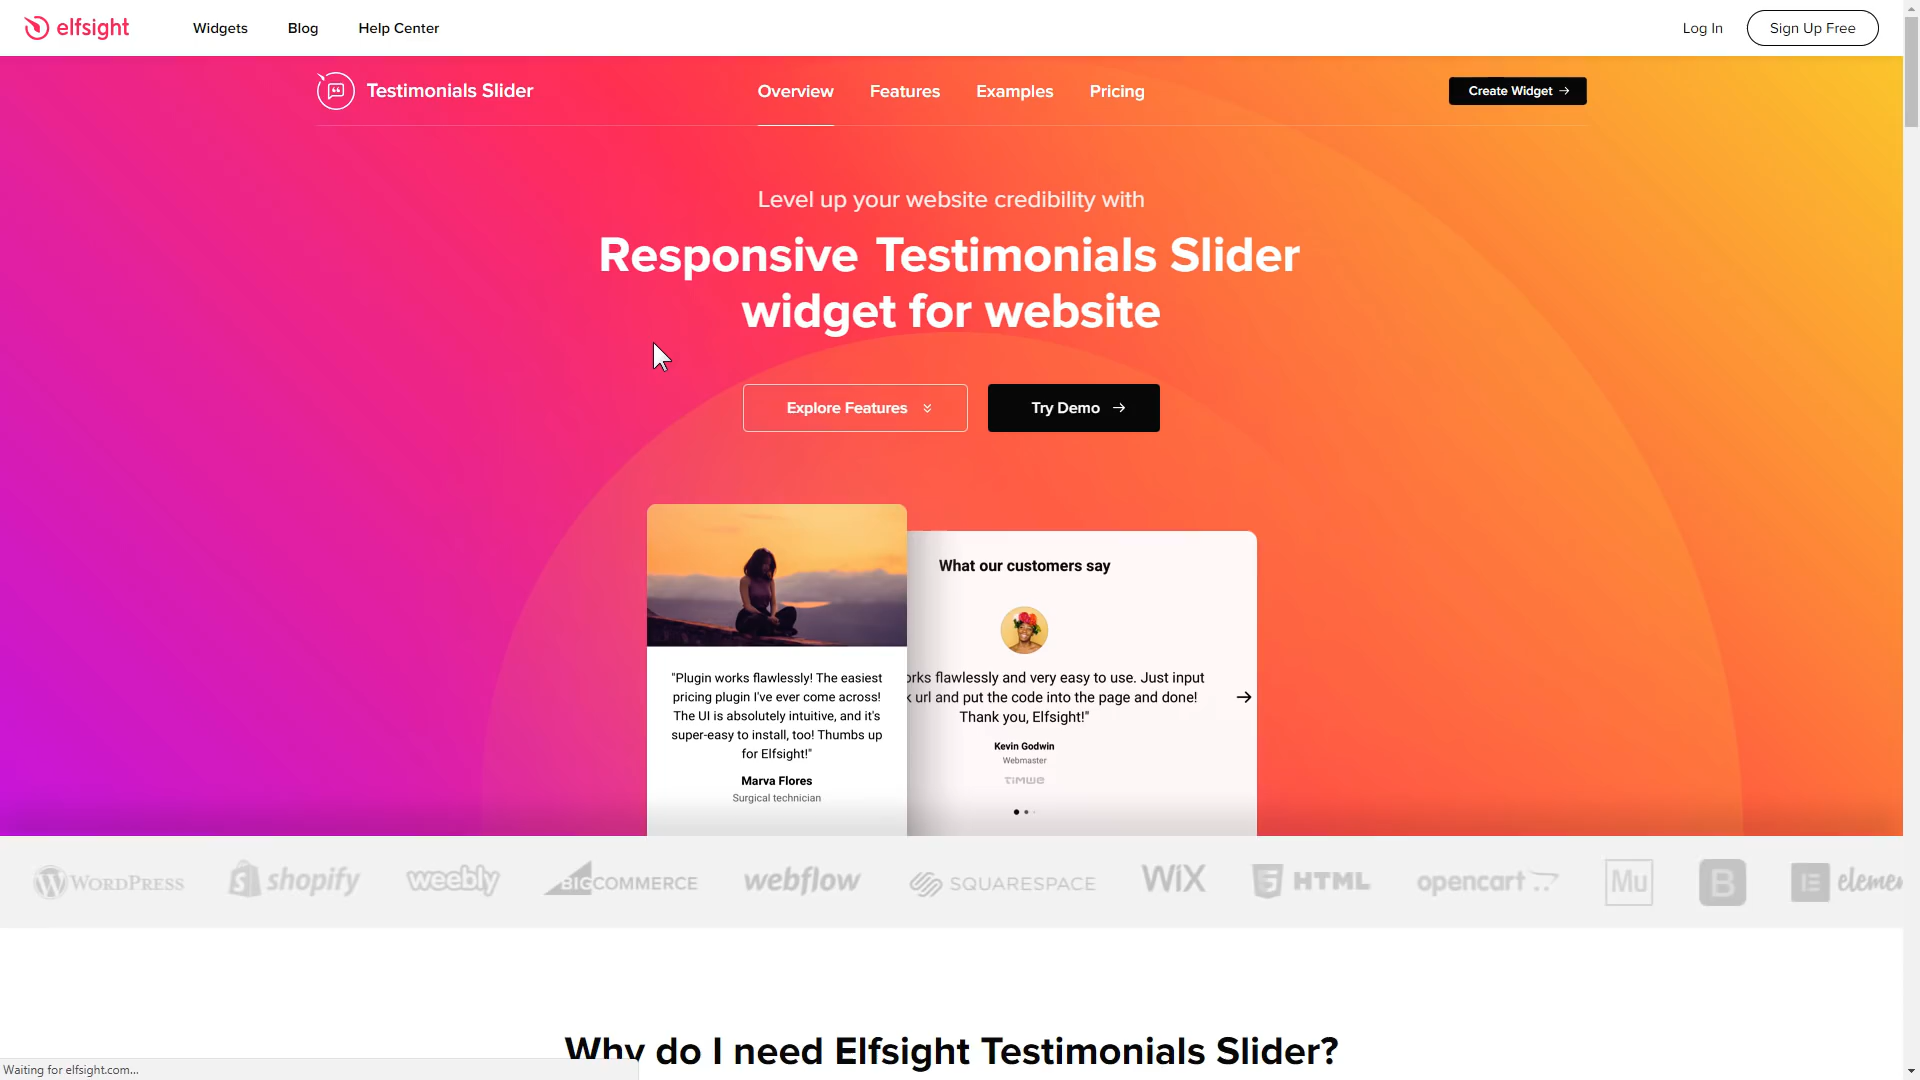 elfsight
Widgets
Blog
Help Center
Log In
Sign Up Free
Testimonials Slider
Overview
Features
Examples
Pricing
Create Widget
Level up your website credibility with
Responsive Testimonials Slider
widget for website
Explore Features
Try Demo
"Plugin works flawlessly! The easiest
pricing plugin I've ever come across!
The UI is absolutely intuitive, and it's
super-easy to install, too! Thumbs up
for Elfsight!"
Marva Flores
Surgical technician
What our customers say
flawlessly and very easy to use. Just input
url and put the code into the page and done!
Thank you, Elfsight!"
Kevin Godwin
Webmaster
TIMWE
WORDPRESS
shopify
weebly
BIGCOMMERCE
webflow
SQUARESPACE
WIX
HTML
opencart
Mu
B
Why do I need Elfsight Testimonials Slider?
Waiting for elfsight.com...